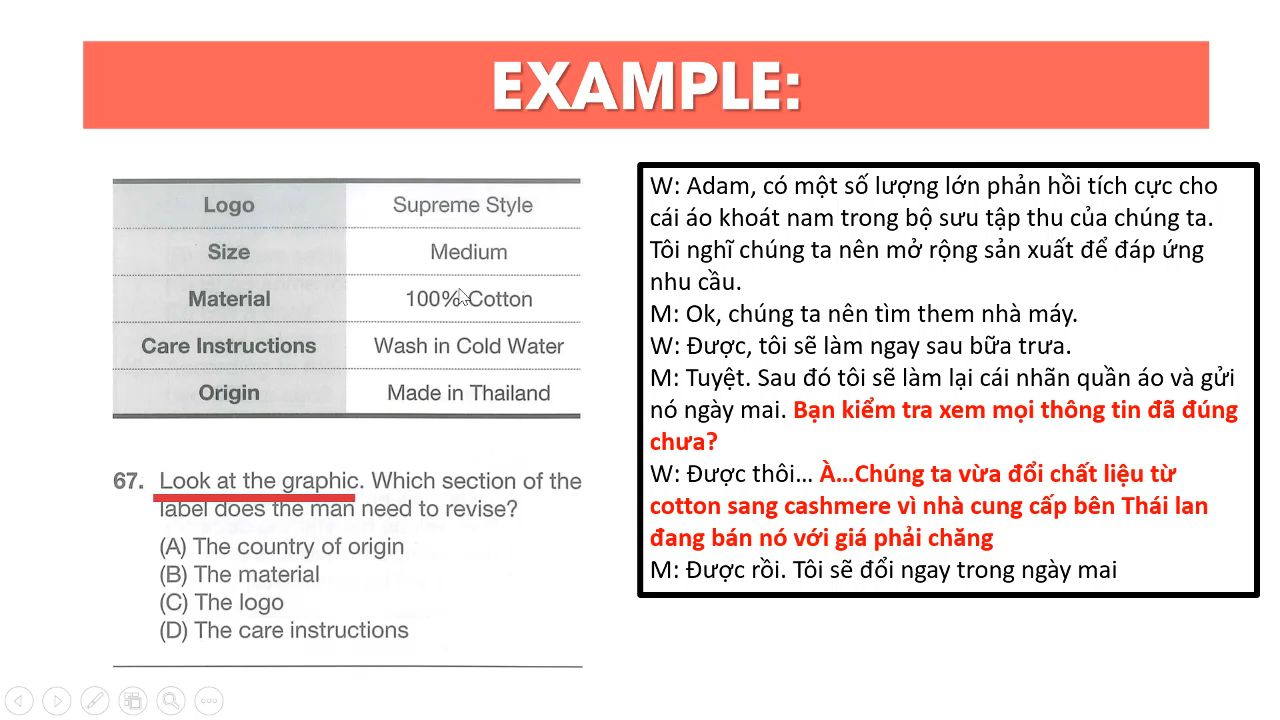 EXAMPLE:
Logo Supreme Style
Size Medium
Material 100% Cotton
Care Instructions Wash in Cold Water
Origin Made in Thailand
67. Look at the graphic. Which section of the
label does the man need to revise?
(A) The country of origin
(B) The material
(C) The logo
(D) The care instructions
W: Adam, có một số lượng lớn phản hồi tích cực cho
cái áo khoát nam trong bộ sưu tập thu của chúng ta.
Tôi nghĩ chúng ta nên mở rộng sản xuất để đáp ứng
nhu cầu.
M: Ok, chúng ta nên tìm them nhà máy.
W: Được, tôi sẽ làm ngay sau bữa trưa.
M: Tuyệt. Sau đó tôi sẽ làm lại cái nhãn quần áo và gửi
nó ngày mai. Bạn kiểm tra xem mọi thông tin đã đúng
chưa?
W: Được thôi... À...Chúng ta vừa đổi chất liệu từ
cotton sang cashmere vì nhà cung cấp bên Thái lan
đang bán nó với giá phải chăng
M: Được rồi. Tôi sẽ đổi ngay trong ngày mai